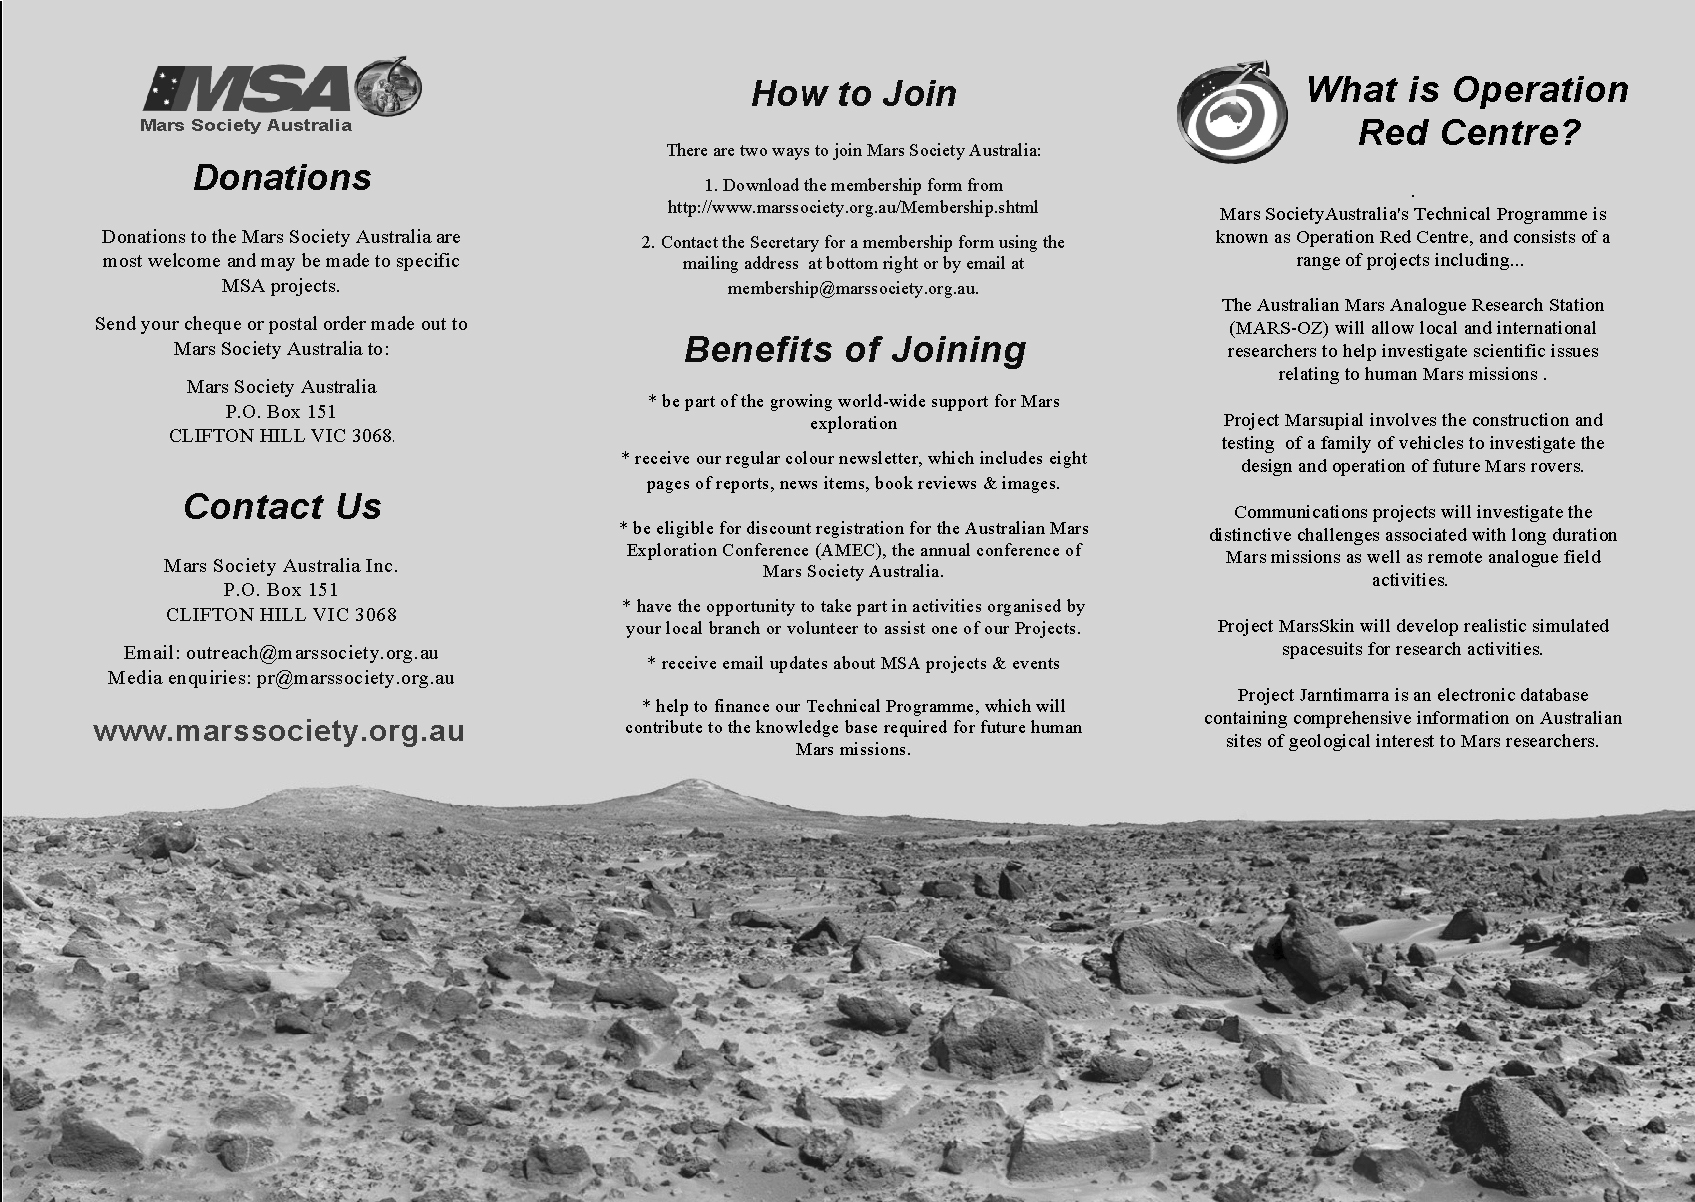 MSA
Mars Society Australia
Donations
Donations to the Mars Society Australia are
most welcome and may be made to specific
MSA projects.
Send your cheque or postal order made out to
Mars Society Australia to:
Mars Society Australia
P.O. Box 151
CLIFTON HILL VIC 3068.
Contact Us
Mars Society Australia Inc.
P.O. Box 151
CLIFTON HILL VIC 3068
Email: outreach@marssociety.org.au
Media enquiries: pr@marssociety.org.au
www.marssociety.org.au
How to Join
There are two ways to join Mars Society Australia:
1. Download the membership form from
http://www.marssociety.org.au/Membership.shtml
2. Contact the Secretary for a membership form using the
mailing address  at bottom right or by email at
membership@marssociety.org.au.
Benefits of Joining
* be part of the growing world-wide support for Mars
exploration
* receive our regular colour newsletter, which includes eight
pages of reports, news items, book reviews & images.
* be eligible for discount registration for the Australian Mars
Exploration Conference (AMEC), the annual conference of
Mars Society Australia.
* have the opportunity to take part in activities organised by
your local branch or volunteer to assist one of our Projects.
* receive email updates about MSA projects & events
* help to finance our Technical Programme, which will
contribute to the knowledge base required for future human
Mars missions.
What is Operation
Red Centre?
.
Mars SocietyAustralia's Technical Programme is
known as Operation Red Centre, and consists of a
range of projects including...
The Australian Mars Analogue Research Station
(MARS-OZ) will allow local and international
researchers to help investigate scientific issues
relating to human Mars missions .
Project Marsupial involves the construction and
testing  of a family of vehicles to investigate the
design and operation of future Mars rovers.
Communications projects will investigate the
distinctive challenges associated with long duration
Mars missions as well as remote analogue field
activities.
Project MarsSkin will develop realistic simulated
spacesuits for research activities.
Project Jarntimarra is an electronic database
containing comprehensive information on Australian
sites of geological interest to Mars researchers.